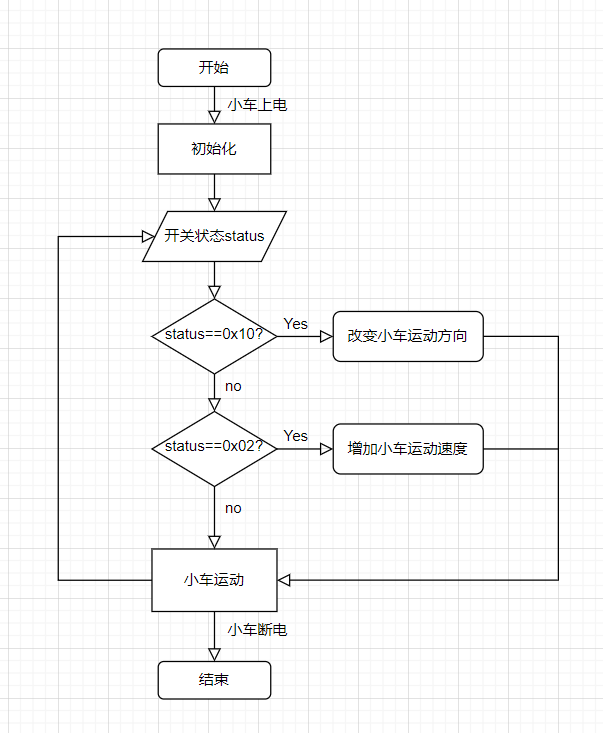 开始
小车上电
初始化
开关状态status
status==0x10?
Yes
改变小车运动方向
no
status==0x02?
Yes
增加小车运动速度
no
小车运动
小车断电
结束